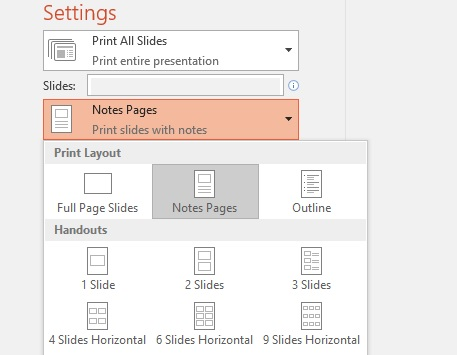 Settings
Print All Slides
Print entire presentation
Slides:
Notes Pages
Print slides with notes
Print Layout
Full Page Slides Notes Pages Outline
Handouts
1 Slide 2 Slides 3 Slides
4 Slides Horizontal 6 Slides Horizontal 9 Slides Horizontal